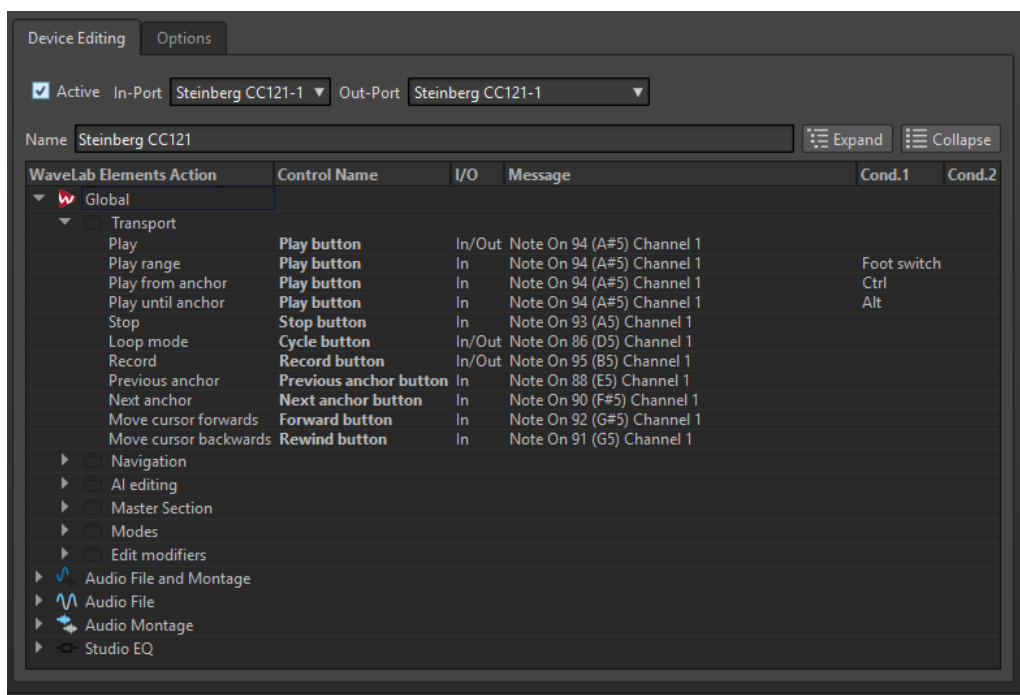 Device Editing Options
Active In-Port Steinberg CC121-1 Out-Port Steinberg CC121-1
Name Steinberg CC121 Expand Collapse
WaveLab Elements Action Control Name I/O Message Cond.1 Cond.2
Global
Transport
Play Play button In/Out Note On 94 (A#5) Channel 1
Play range Play button In Note On 94 (A#5) Channel 1 Foot switch
Play from anchor Play button In Note On 94 (A#5) Channel 1 Ctrl
Play until anchor Play button In Note On 94 (A#5) Channel 1 Alt
Stop Stop button In Note On 93 (A5) Channel 1
Loop mode Cycle button In/Out Note On 86 (D5) Channel 1
Record Record button In/Out Note On 95 (B5) Channel 1
Previous anchor Previous anchor button In Note On 88 (E5) Channel 1
Next anchor Next anchor button In Note On 90 (F#5) Channel 1
Move cursor forwards Forward button In Note On 92 (G#5) Channel 1
Move cursor backwards Rewind button In Note On 91 (G5) Channel 1
Navigation
AI editing
Master Section
Modes
Edit modifiers
Audio File and Montage
Audio File
Audio Montage
Studio EQ